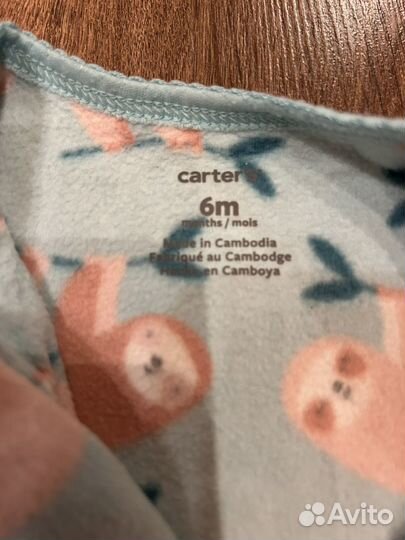 carter's
6m
months / mois
Made in Cambodia
Fabriqué au Cambodge
Hecho en Camboya
Avito